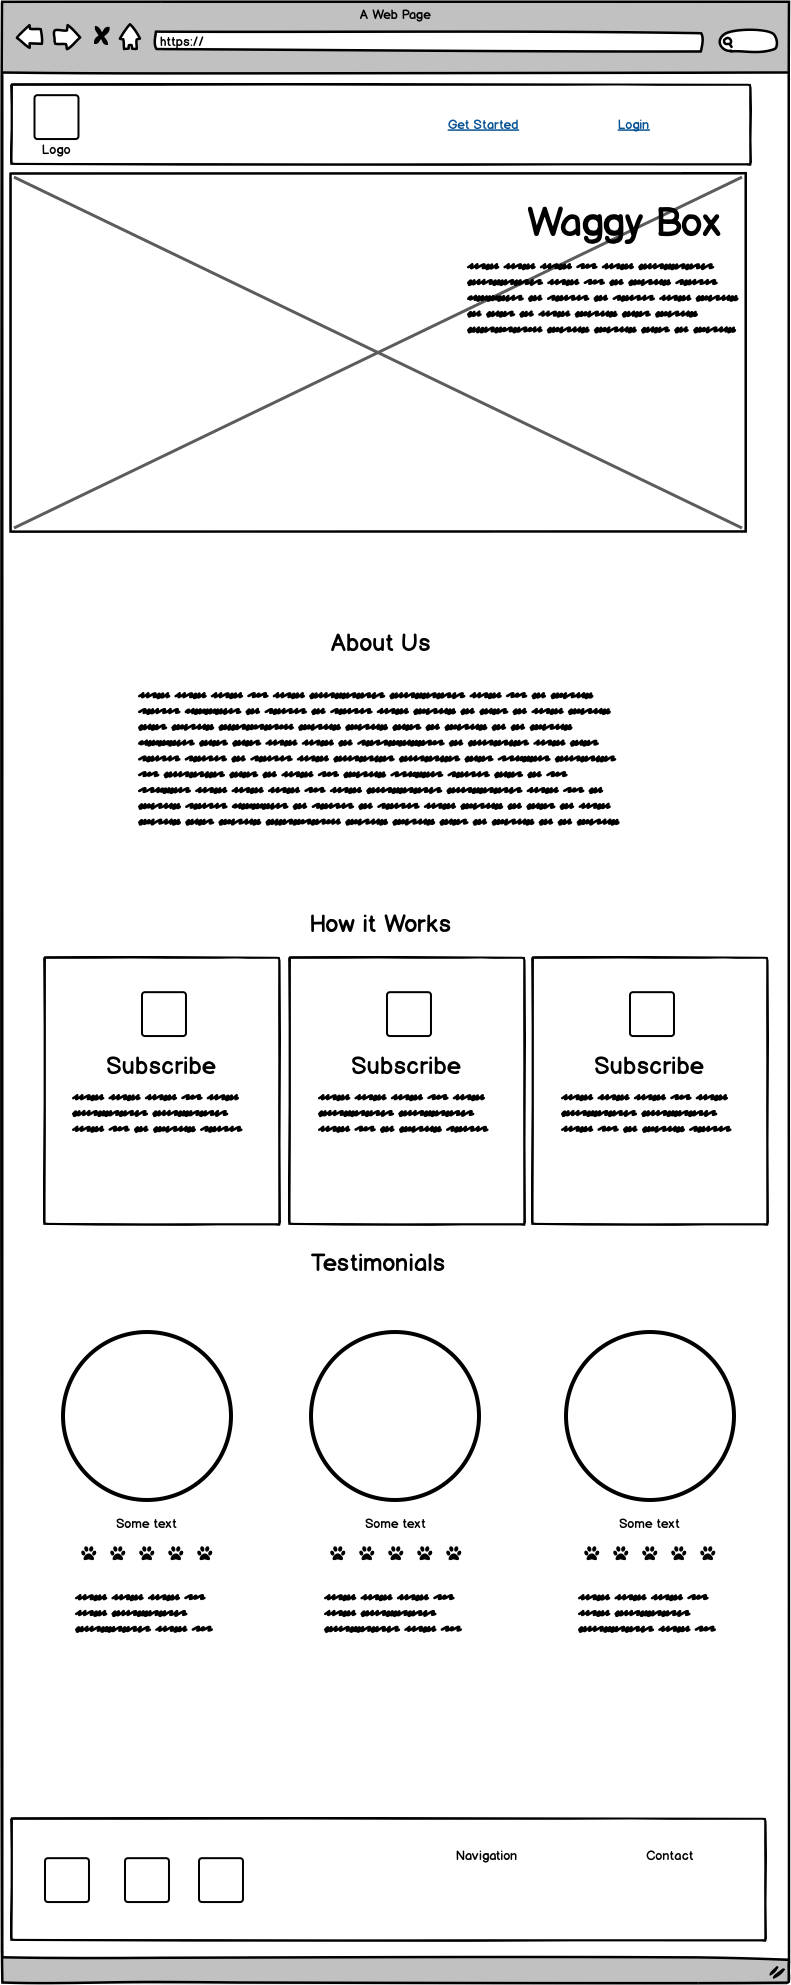 A Web Page
https://
Logo
Get Started
Login
Waggy Box
About Us
How it Works
Subscribe
Subscribe
Subscribe
Testimonials
Some text
Some text
Some text
Navigation
Contact